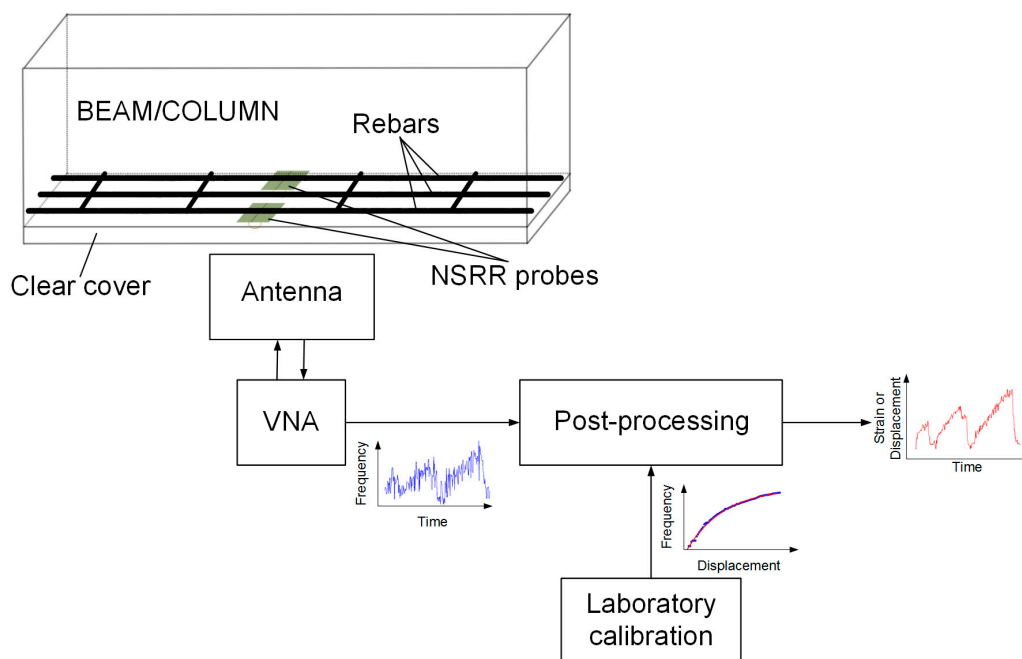 BEAM/COLUMN
Rebars
Clear cover
NSRR probes
Antenna
VNA
Post-processing
Frequency
Time
Strain or
Displacement
Time
Frequency
Displacement
Laboratory
calibration